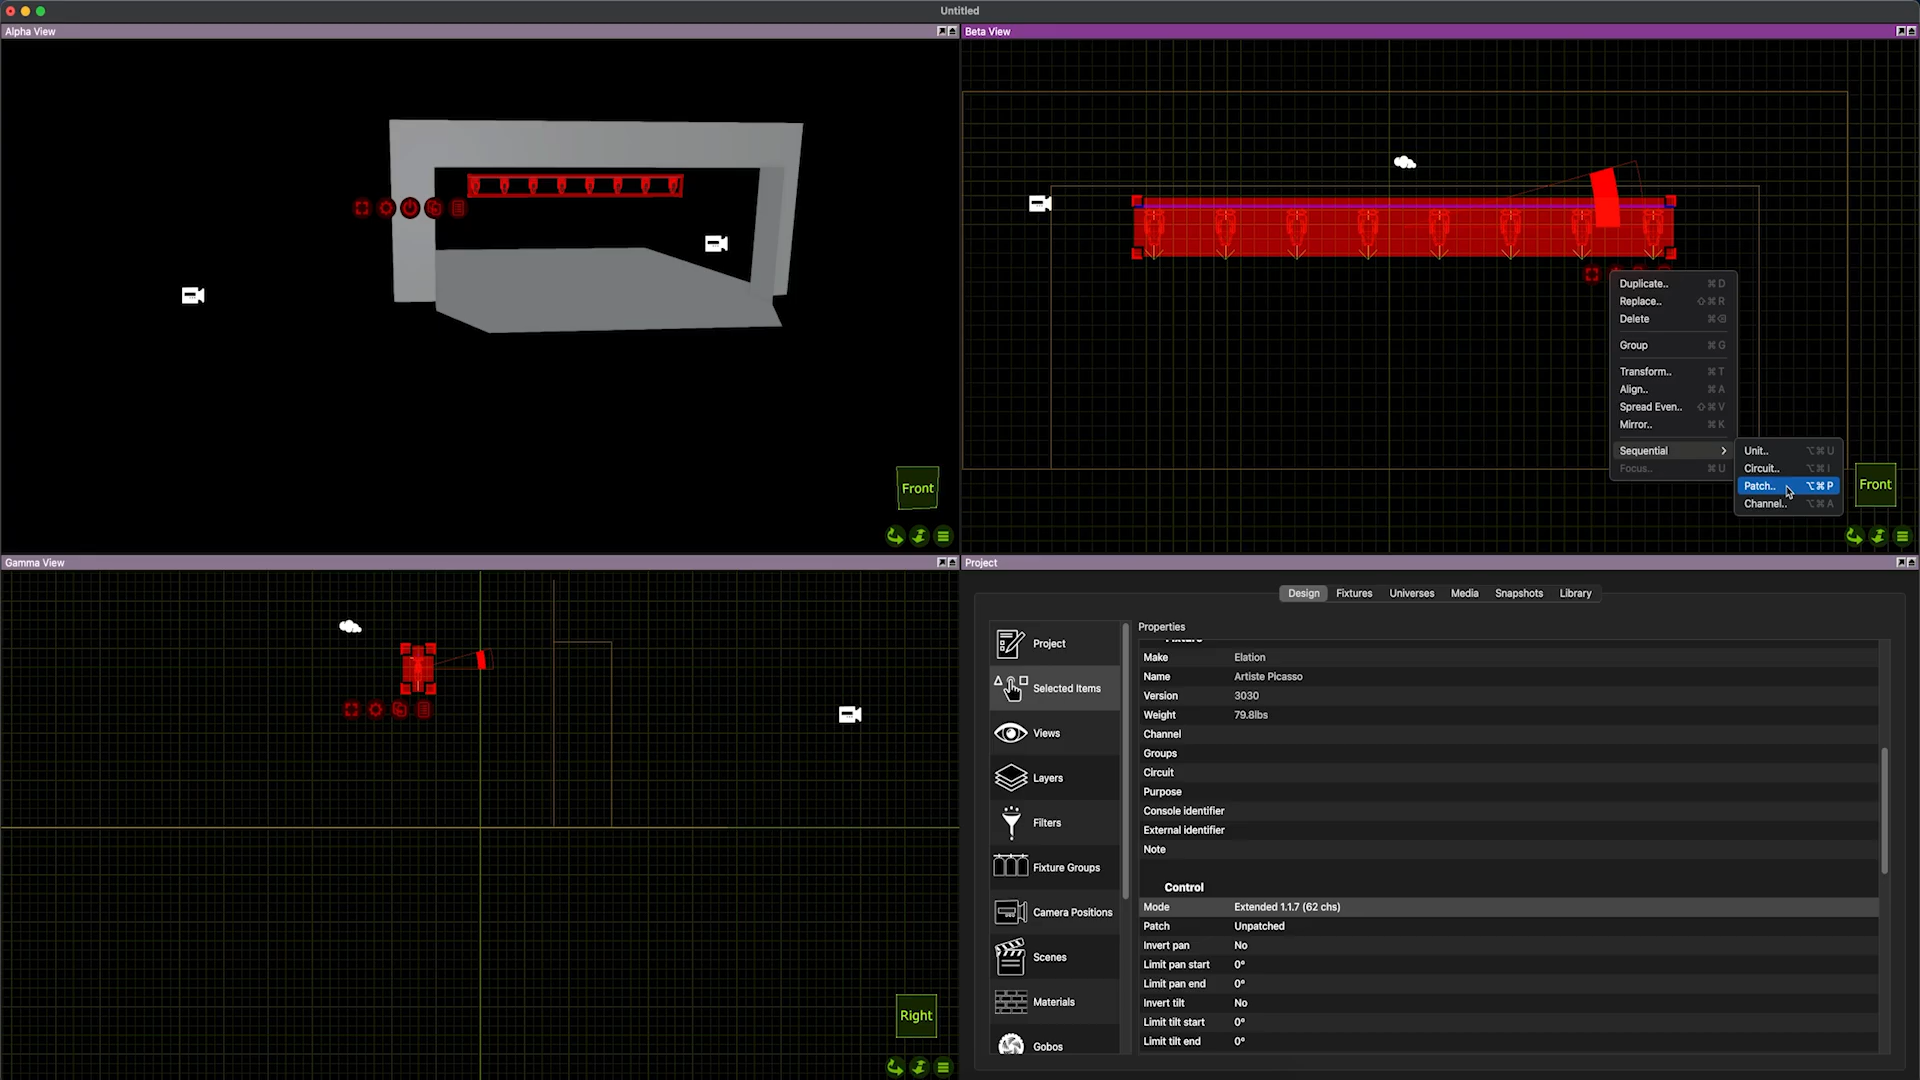 Untitled
Alpha View
Beta View
Duplicate.. ⌘ D
Replace.. ⇧ ⌘ R
Delete ⌘ ⌫
Group ⌘ G
Transform.. ⌘ T
Align.. ⌘ A
Spread Even.. ⇧ ⌘ V
Mirror.. ⌘ K
Sequential
Focus.. ⌘ U
Unit.. ⌥ ⌘ U
Circuit.. ⌥ ⌘ I
Patch.. ⌥ ⌘ P
Channel.. ⌥ ⌘ A
Front
Front
Gamma View
Right
Project
Design Fixtures Universes Media Snapshots Library
Project
Selected Items
Views
Layers
Filters
Fixture Groups
Camera Positions
Scenes
Materials
Gobos
Properties
Make Elation
Name Artiste Picasso
Version 3030
Weight 79.8lbs
Channel
Groups
Circuit
Purpose
Console identifier
External identifier
Note
Control
Mode Extended 1.1.7 (62 chs)
Patch Unpatched
Invert pan No
Limit pan start 0°
Limit pan end 0°
Invert tilt No
Limit tilt start 0°
Limit tilt end 0°